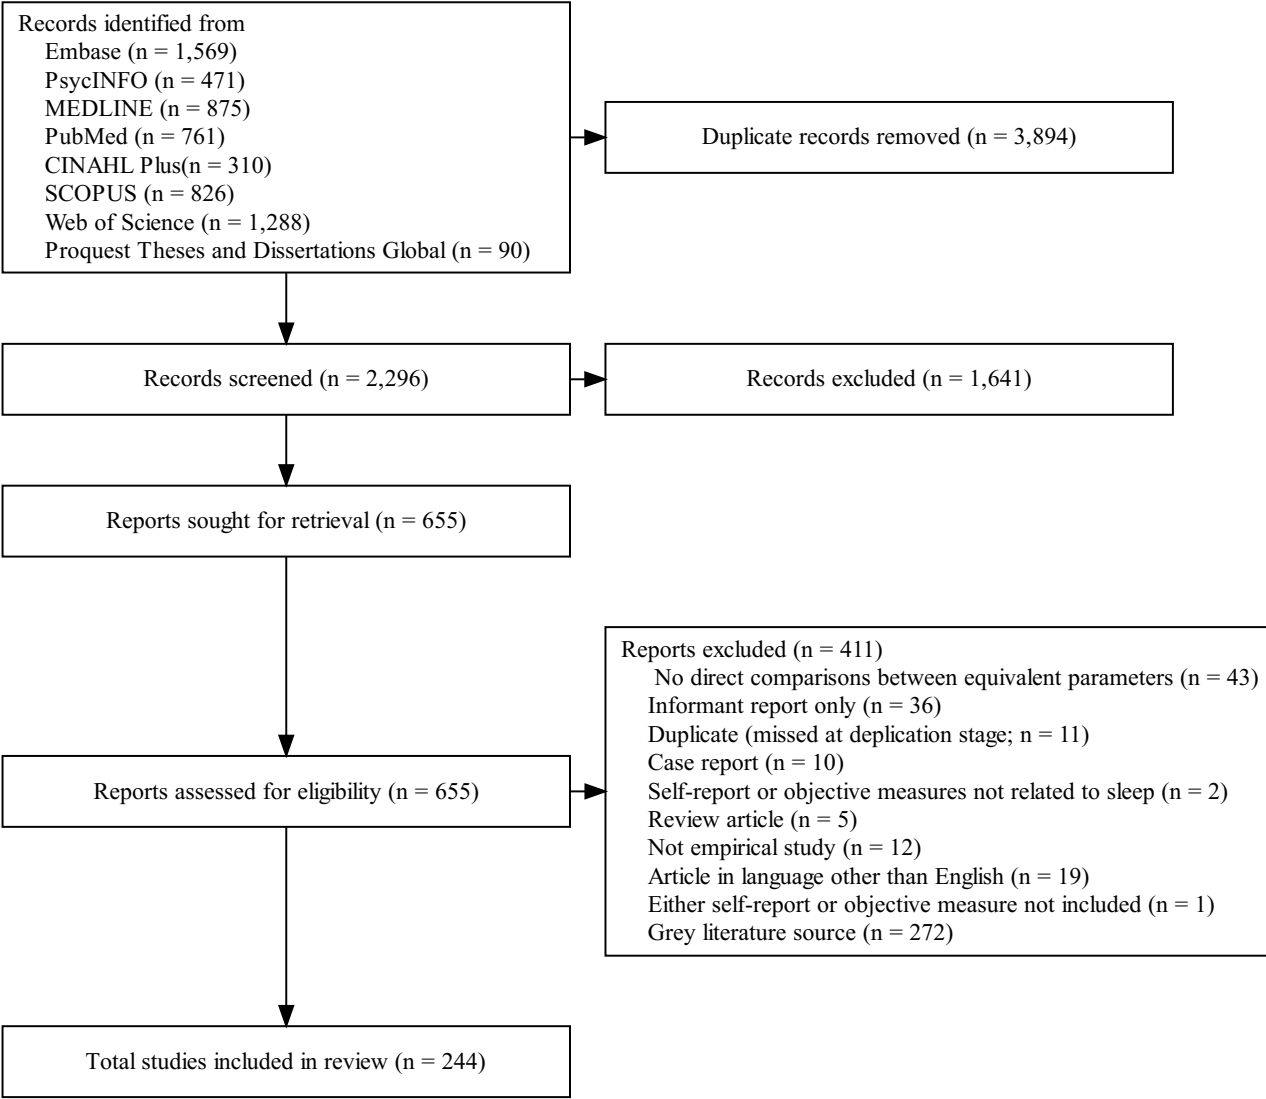 Records identified from
Embase (n = 1,569)
PsycINFO (n = 471)
MEDLINE (n = 875)
PubMed (n = 761)
CINAHL Plus(n = 310)
SCOPUS (n = 826)
Web of Science (n = 1,288)
Proquest Theses and Dissertations Global (n = 90)
Duplicate records removed (n = 3,894)
Records screened (n = 2,296)
Records excluded (n = 1,641)
Reports sought for retrieval (n = 655)
Reports assessed for eligibility (n = 655)
Reports excluded (n = 411)
No direct comparisons between equivalent parameters (n = 43)
Informant report only (n = 36)
Duplicate (missed at deplication stage; n = 11)
Case report (n = 10)
Self-report or objective measures not related to sleep (n = 2)
Review article (n = 5)
Not empirical study (n = 12)
Article in language other than English (n = 19)
Either self-report or objective measure not included (n = 1)
Grey literature source (n = 272)
Total studies included in review (n = 244)